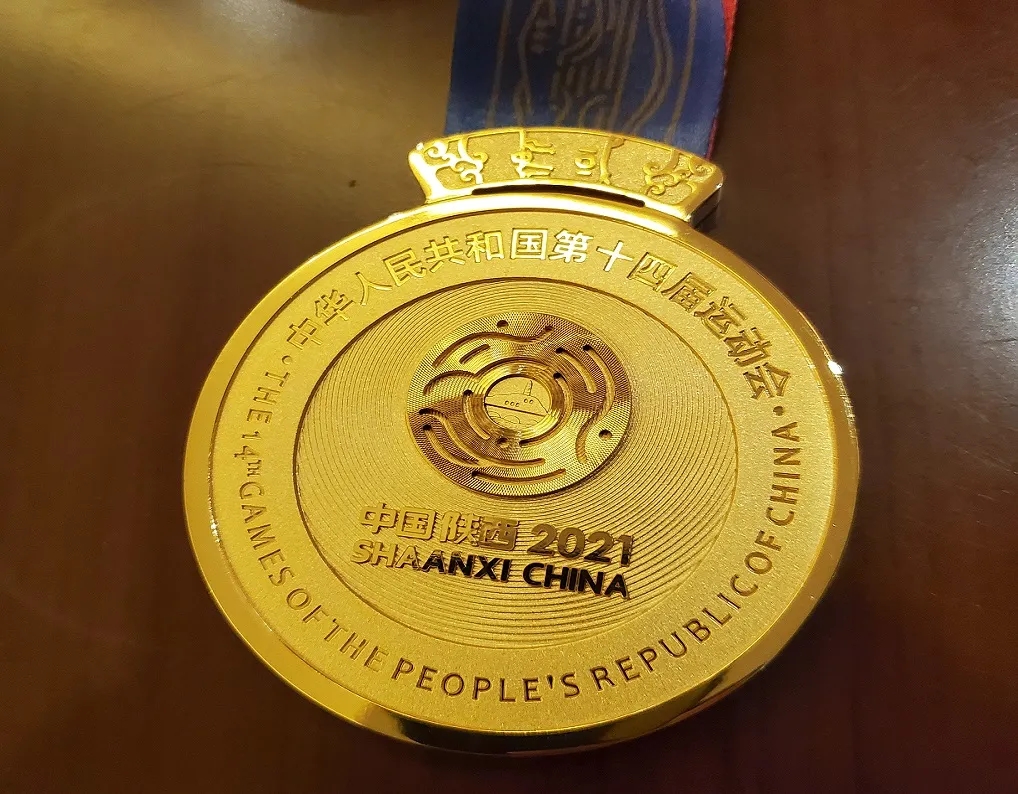 中华人民共和国第十四届运动会
• THE 14TH GAMES OF THE PEOPLE'S REPUBLIC OF CHINA •
中国陕西 2021
SHAANXI CHINA